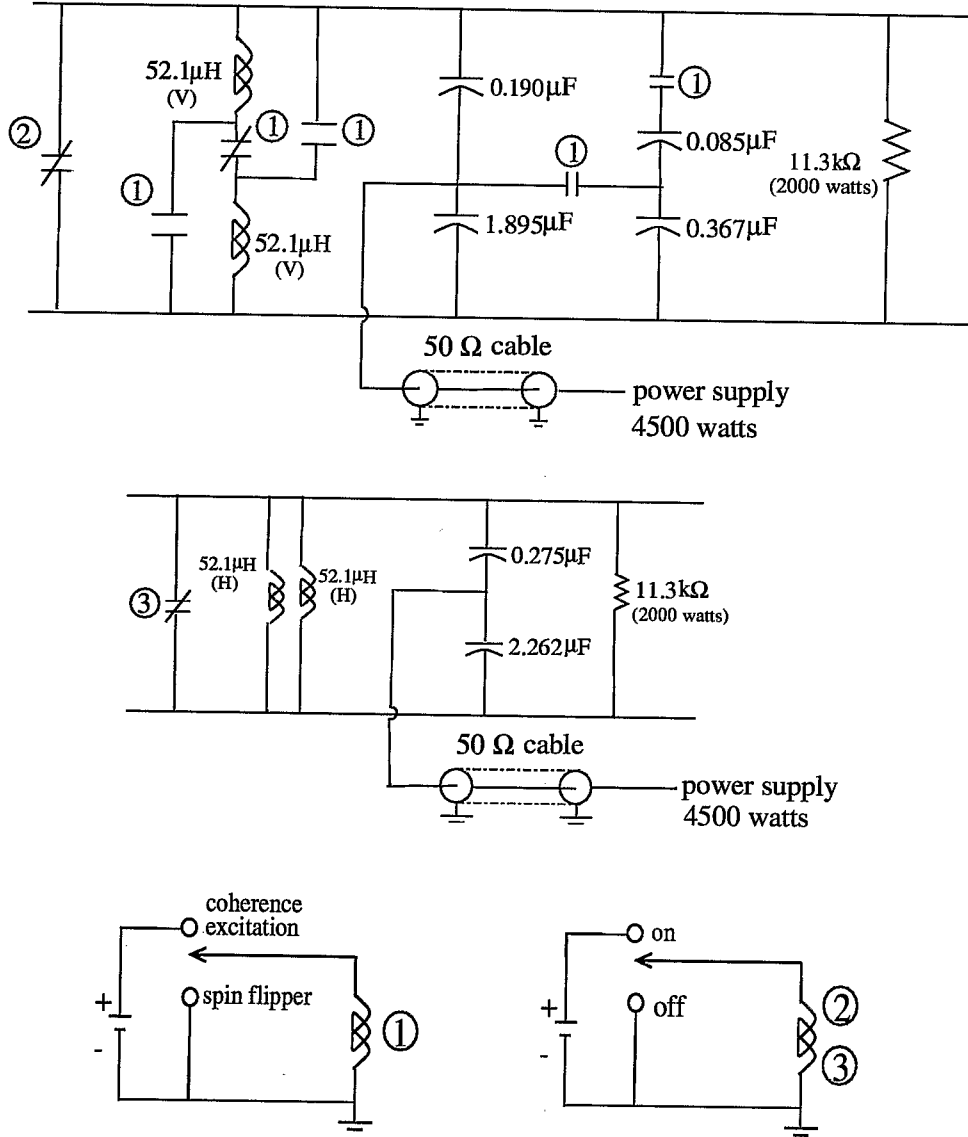 52.1μH
(V)
②
①
①
①
0.190μF
①
0.085μF
①
11.3kΩ
(2000 watts)
52.1μH
(V)
1.895μF
0.367μF
50 Ω cable
power supply
4500 watts
52.1μH
(H)
52.1μH
(H)
③
0.275μF
11.3kΩ
(2000 watts)
2.262μF
50 Ω cable
power supply
4500 watts
coherence
excitation
spin flipper
+
-
①
on
off
+
-
②
③